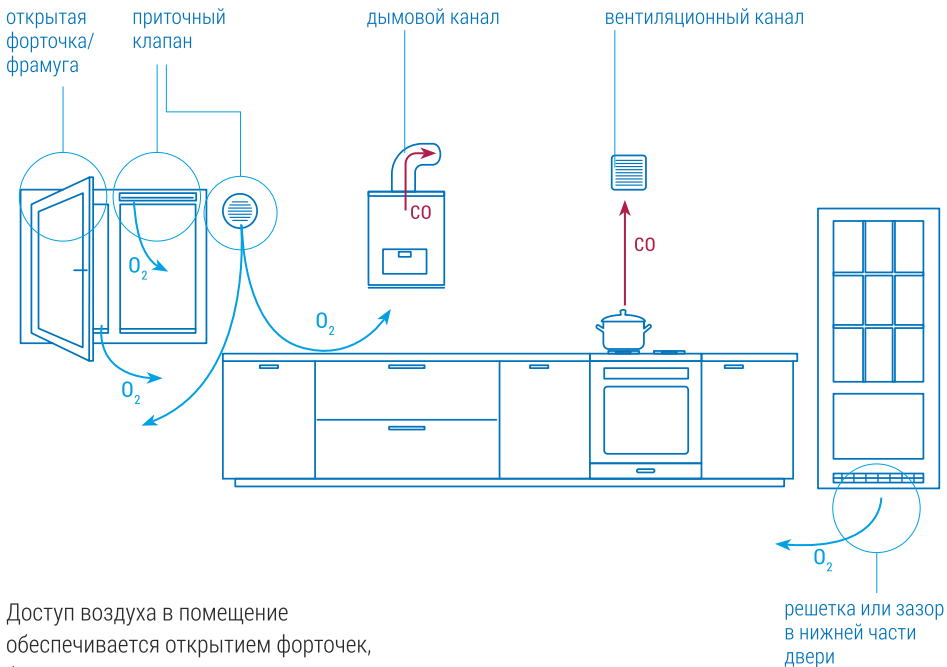 открытая
форточка/
фрамуга
приточный
клапан
дымовой канал
вентиляционный канал
CO
CO
O2
O2
O2
O2
решетка или зазор
в нижней части
двери
Доступ воздуха в помещение
обеспечивается открытием форточек,